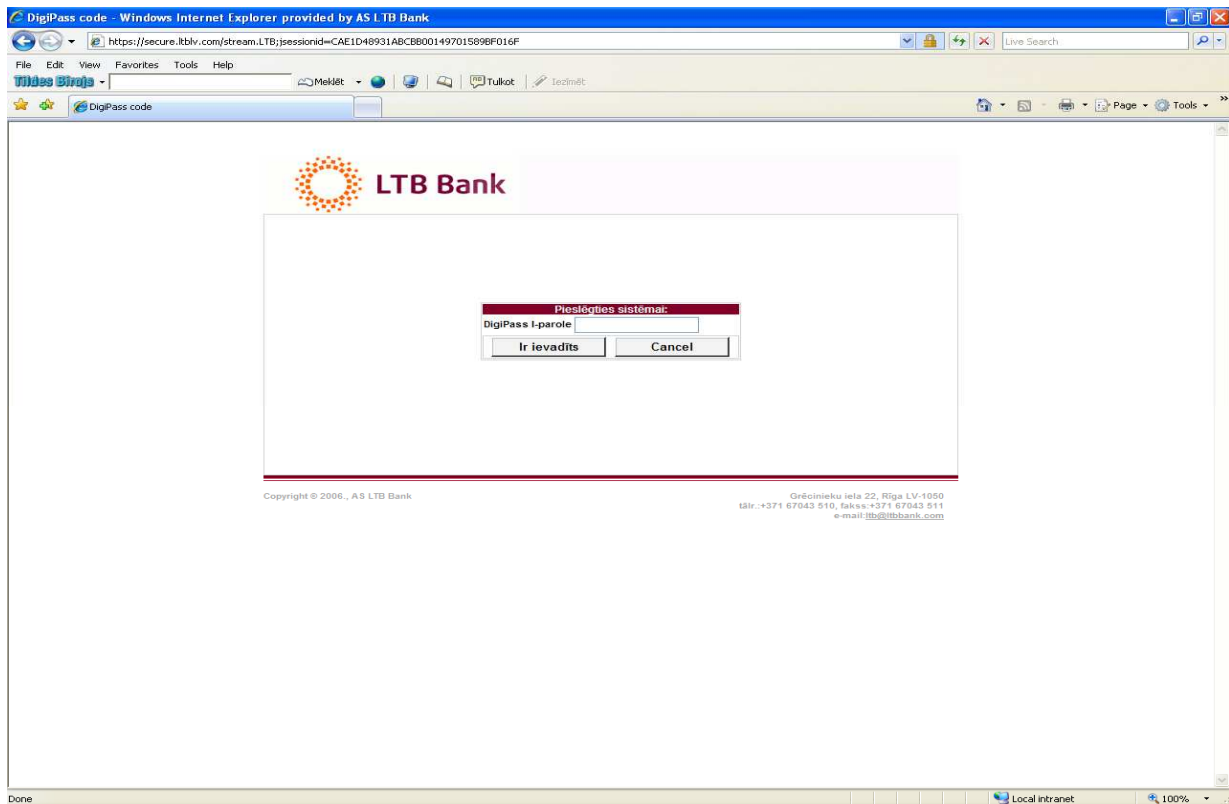 DigiPass code - Windows Internet Explorer provided by AS LTB Bank
https://secure.ltblv.com/stream.LTB;jsessionid=CAE1D48931ABCBB00149701589BF016F
Live Search
File Edit View Favorites Tools Help
Tildes Birojs Meklēt Tulkot Iezīmēt
DigiPass code
Page Tools
LTB Bank
Pieslēgties sistēmai:
DigiPass I-parole
Ir ievadīts Cancel
Copyright © 2006., AS LTB Bank
Grēcinieku iela 22, Rīga LV-1050
tālr.:+371 67043 510, fakss:+371 67043 511
e-mail:ltb@ltbbank.com
Done
Local intranet
100%